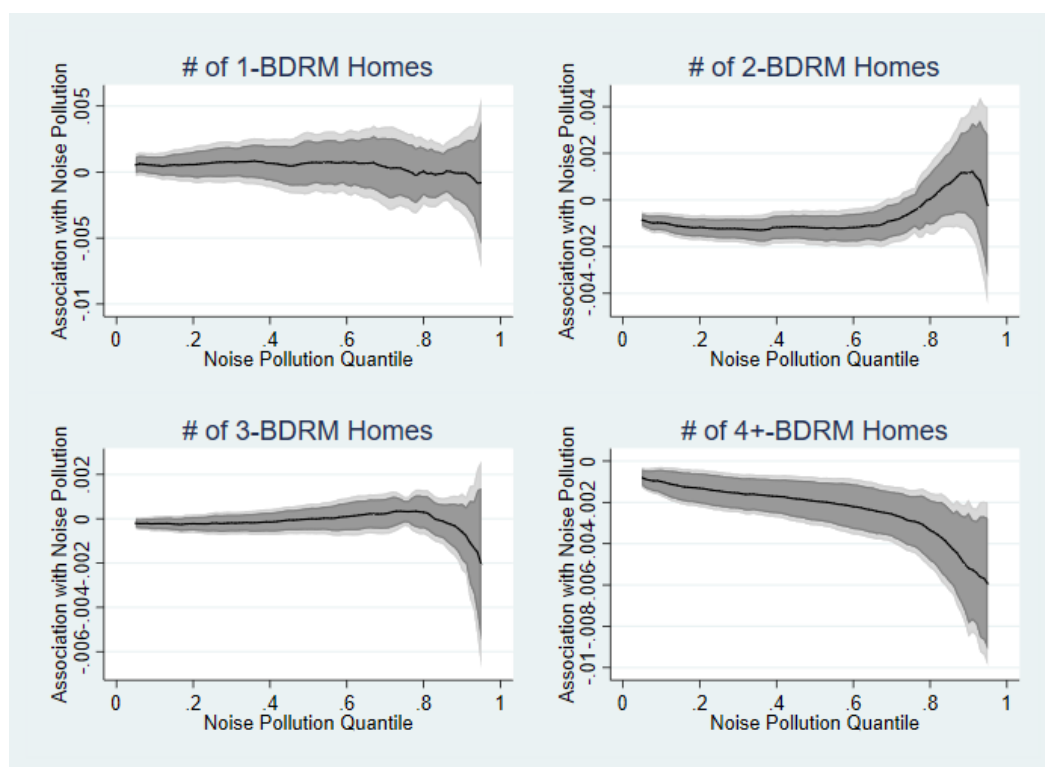 # of 1-BDRM Homes
Association with Noise Pollution
.005
0
-.005
-.01
0 .2 .4 .6 .8 1
Noise Pollution Quantile
# of 2-BDRM Homes
Association with Noise Pollution
.004
.002
0
-.002
-.004
0 .2 .4 .6 .8 1
Noise Pollution Quantile
# of 3-BDRM Homes
Association with Noise Pollution
.002
0
-.002
-.004
-.006
0 .2 .4 .6 .8 1
Noise Pollution Quantile
# of 4+-BDRM Homes
Association with Noise Pollution
0
-.002
-.004
-.006
-.008
-.01
0 .2 .4 .6 .8 1
Noise Pollution Quantile